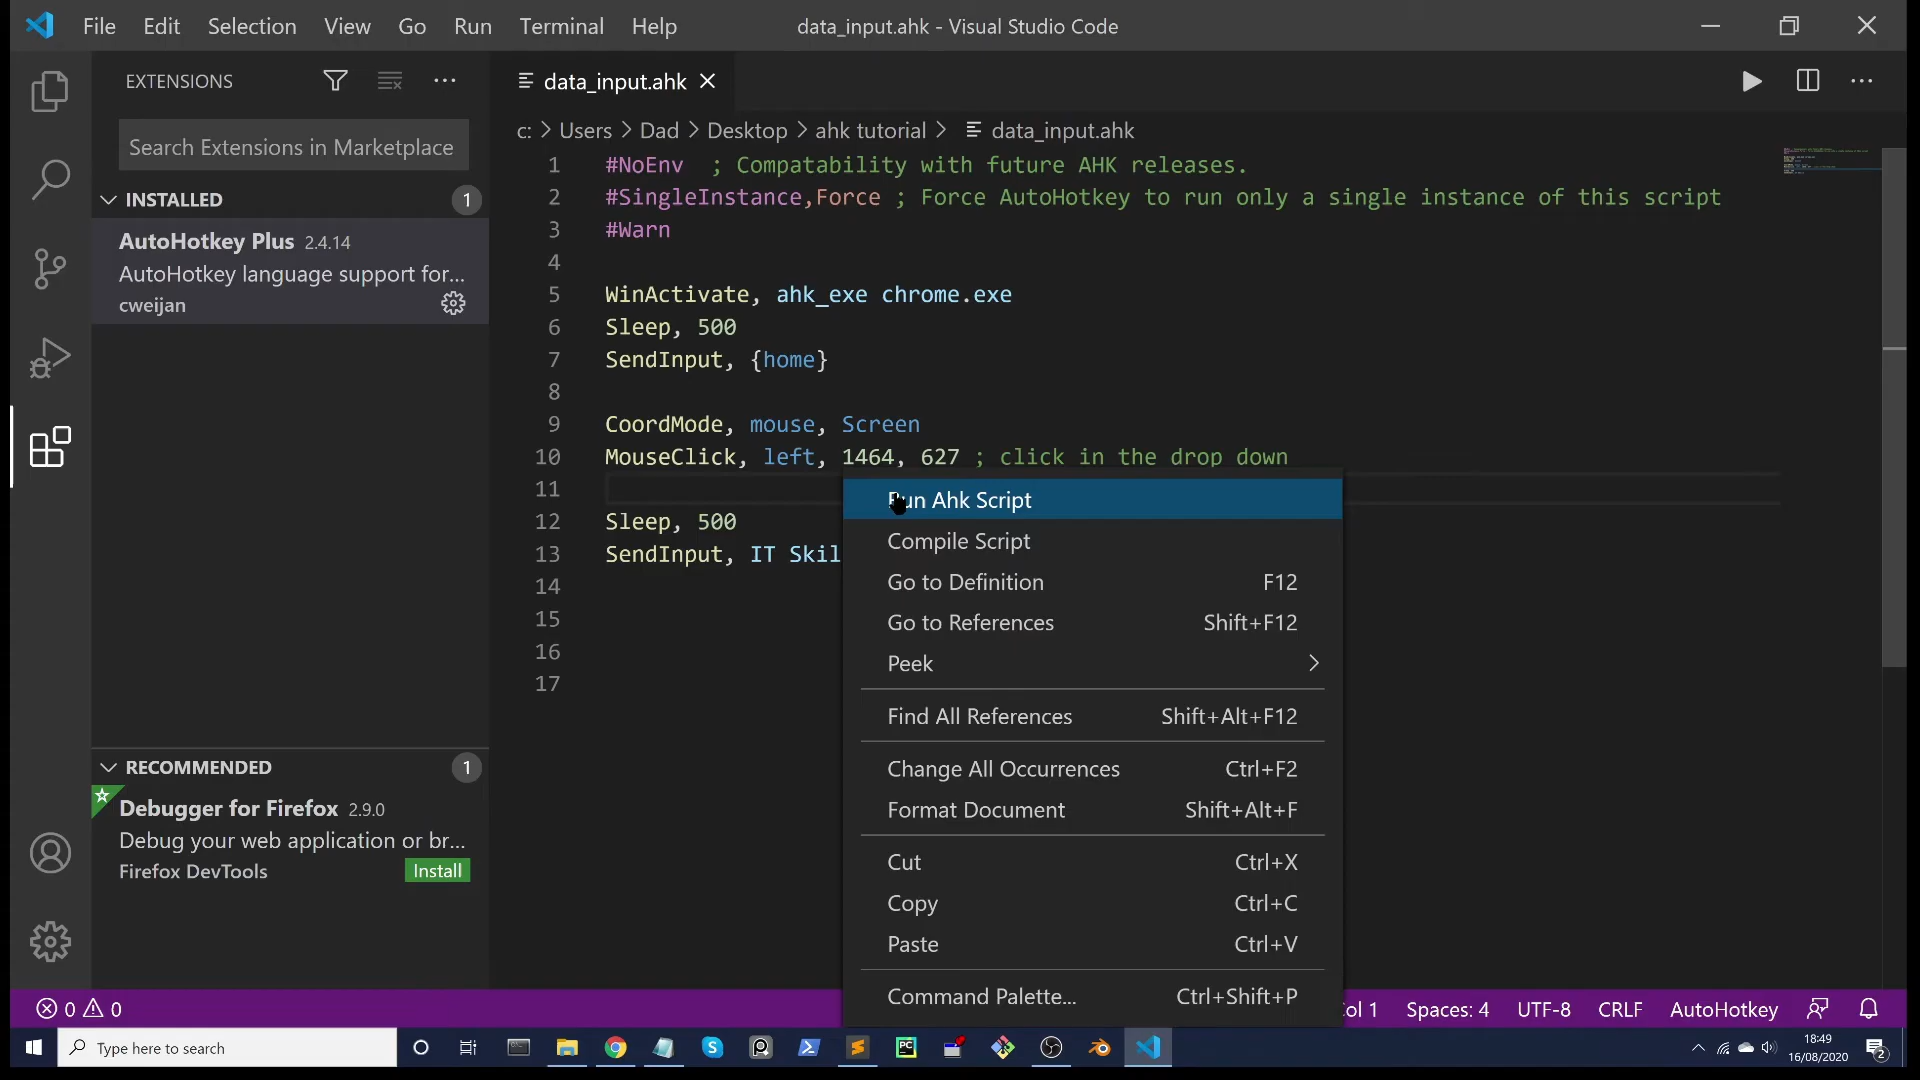 File Edit Selection View Go Run Terminal Help data_input.ahk - Visual Studio Code
EXTENSIONS
Search Extensions in Marketplace
INSTALLED 1
AutoHotkey Plus 2.4.14
AutoHotkey language support for...
cweijan
RECOMMENDED 1
Debugger for Firefox 2.9.0
Debug your web application or br...
Firefox DevTools Install
data_input.ahk
c: > Users > Dad > Desktop > ahk tutorial > data_input.ahk
1 #NoEnv ; Compatability with future AHK releases.
2 #SingleInstance,Force ; Force AutoHotkey to run only a single instance of this script
3 #Warn
4
5 WinActivate, ahk_exe chrome.exe
6 Sleep, 500
7 SendInput, {home}
8
9 CoordMode, mouse, Screen
10 MouseClick, left, 1464, 627 ; click in the drop down
11
12 Sleep, 500
13 SendInput, IT Skil
14
15
16
17
Run Ahk Script
Compile Script
Go to Definition F12
Go to References Shift+F12
Peek
Find All References Shift+Alt+F12
Change All Occurrences Ctrl+F2
Format Document Shift+Alt+F
Cut Ctrl+X
Copy Ctrl+C
Paste Ctrl+V
Command Palette... Ctrl+Shift+P
0 0 ol 1 Spaces: 4 UTF-8 CRLF AutoHotkey
Type here to search
PC
18:49
16/08/2020
2